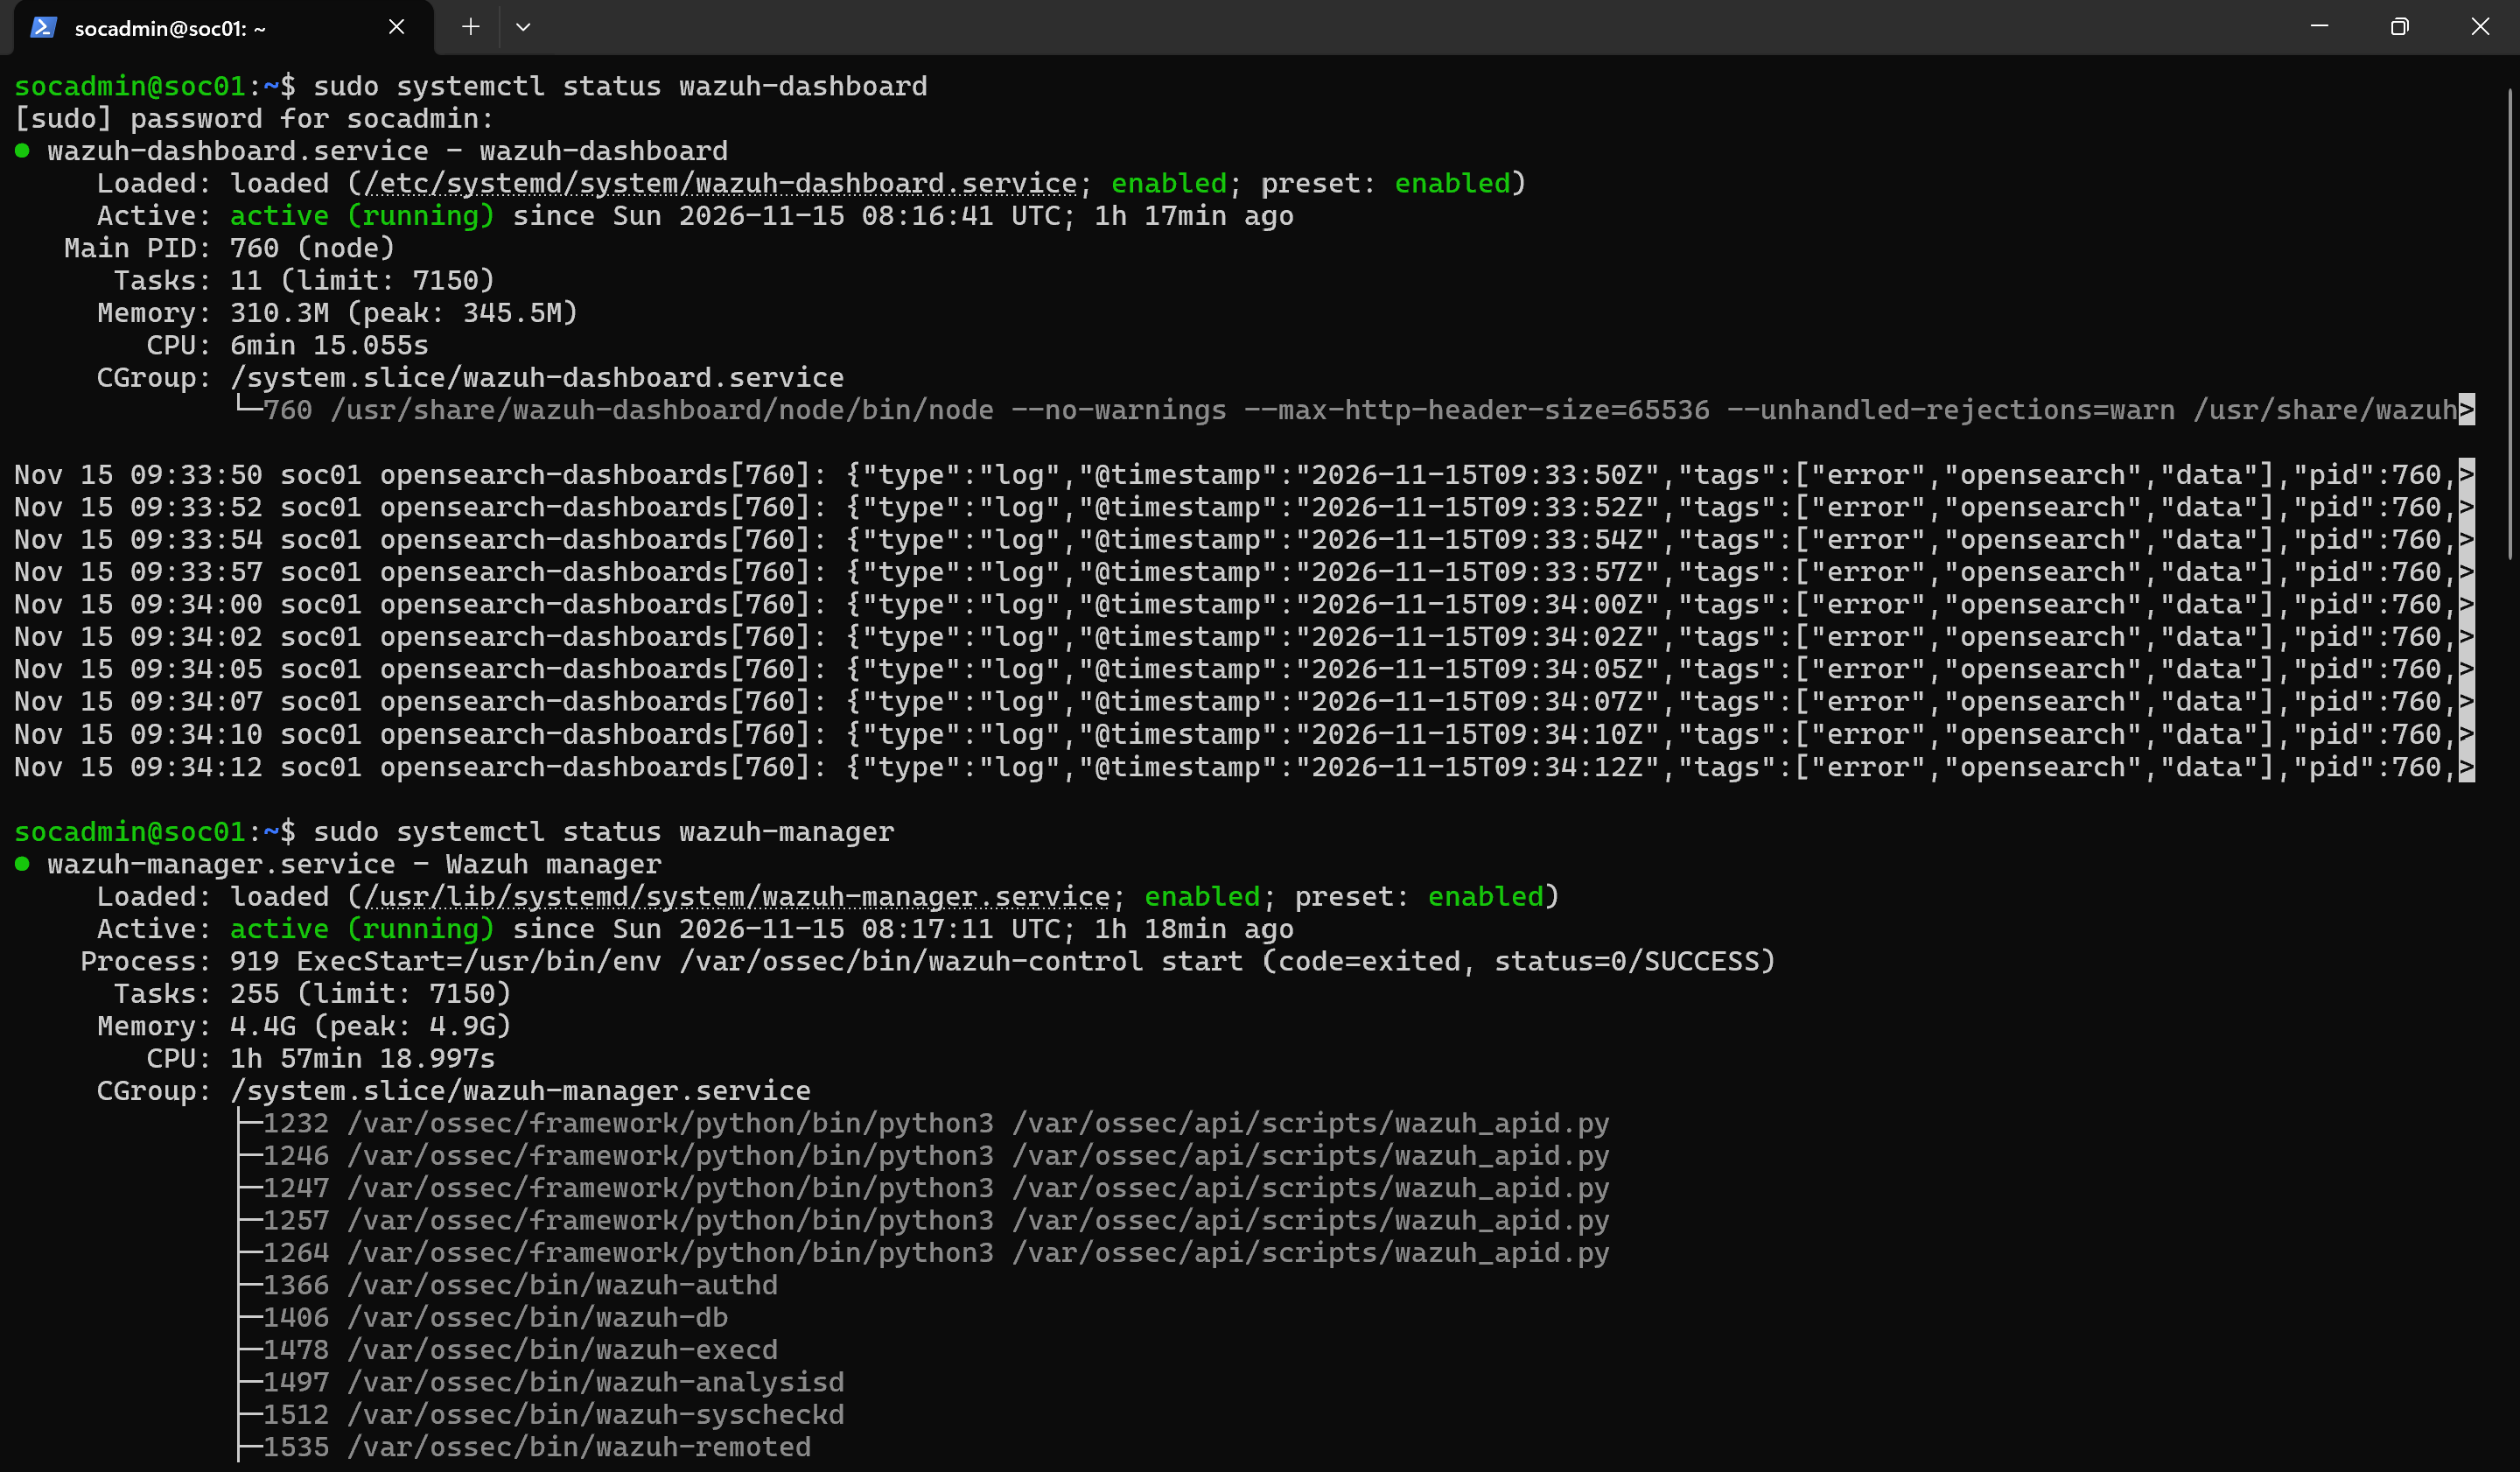 socadmin@soc01: ~
socadmin@soc01:~$ sudo systemctl status wazuh-dashboard
[sudo] password for socadmin:
● wazuh-dashboard.service - wazuh-dashboard
     Loaded: loaded (/etc/systemd/system/wazuh-dashboard.service; enabled; preset: enabled)
     Active: active (running) since Sun 2026-11-15 08:16:41 UTC; 1h 17min ago
   Main PID: 760 (node)
      Tasks: 11 (limit: 7150)
     Memory: 310.3M (peak: 345.5M)
        CPU: 6min 15.055s
     CGroup: /system.slice/wazuh-dashboard.service
             └─760 /usr/share/wazuh-dashboard/node/bin/node --no-warnings --max-http-header-size=65536 --unhandled-rejections=warn /usr/share/wazuh>
Nov 15 09:33:50 soc01 opensearch-dashboards[760]: {"type":"log","@timestamp":"2026-11-15T09:33:50Z","tags":["error","opensearch","data"],"pid":760,>
Nov 15 09:33:52 soc01 opensearch-dashboards[760]: {"type":"log","@timestamp":"2026-11-15T09:33:52Z","tags":["error","opensearch","data"],"pid":760,>
Nov 15 09:33:54 soc01 opensearch-dashboards[760]: {"type":"log","@timestamp":"2026-11-15T09:33:54Z","tags":["error","opensearch","data"],"pid":760,>
Nov 15 09:33:57 soc01 opensearch-dashboards[760]: {"type":"log","@timestamp":"2026-11-15T09:33:57Z","tags":["error","opensearch","data"],"pid":760,>
Nov 15 09:34:00 soc01 opensearch-dashboards[760]: {"type":"log","@timestamp":"2026-11-15T09:34:00Z","tags":["error","opensearch","data"],"pid":760,>
Nov 15 09:34:02 soc01 opensearch-dashboards[760]: {"type":"log","@timestamp":"2026-11-15T09:34:02Z","tags":["error","opensearch","data"],"pid":760,>
Nov 15 09:34:05 soc01 opensearch-dashboards[760]: {"type":"log","@timestamp":"2026-11-15T09:34:05Z","tags":["error","opensearch","data"],"pid":760,>
Nov 15 09:34:07 soc01 opensearch-dashboards[760]: {"type":"log","@timestamp":"2026-11-15T09:34:07Z","tags":["error","opensearch","data"],"pid":760,>
Nov 15 09:34:10 soc01 opensearch-dashboards[760]: {"type":"log","@timestamp":"2026-11-15T09:34:10Z","tags":["error","opensearch","data"],"pid":760,>
Nov 15 09:34:12 soc01 opensearch-dashboards[760]: {"type":"log","@timestamp":"2026-11-15T09:34:12Z","tags":["error","opensearch","data"],"pid":760,>
socadmin@soc01:~$ sudo systemctl status wazuh-manager
● wazuh-manager.service - Wazuh manager
     Loaded: loaded (/usr/lib/systemd/system/wazuh-manager.service; enabled; preset: enabled)
     Active: active (running) since Sun 2026-11-15 08:17:11 UTC; 1h 18min ago
    Process: 919 ExecStart=/usr/bin/env /var/ossec/bin/wazuh-control start (code=exited, status=0/SUCCESS)
      Tasks: 255 (limit: 7150)
     Memory: 4.4G (peak: 4.9G)
        CPU: 1h 57min 18.997s
     CGroup: /system.slice/wazuh-manager.service
             ├─1232 /var/ossec/framework/python/bin/python3 /var/ossec/api/scripts/wazuh_apid.py
             ├─1246 /var/ossec/framework/python/bin/python3 /var/ossec/api/scripts/wazuh_apid.py
             ├─1247 /var/ossec/framework/python/bin/python3 /var/ossec/api/scripts/wazuh_apid.py
             ├─1257 /var/ossec/framework/python/bin/python3 /var/ossec/api/scripts/wazuh_apid.py
             ├─1264 /var/ossec/framework/python/bin/python3 /var/ossec/api/scripts/wazuh_apid.py
             ├─1366 /var/ossec/bin/wazuh-authd
             ├─1406 /var/ossec/bin/wazuh-db
             ├─1478 /var/ossec/bin/wazuh-execd
             ├─1497 /var/ossec/bin/wazuh-analysisd
             ├─1512 /var/ossec/bin/wazuh-syscheckd
             ├─1535 /var/ossec/bin/wazuh-remoted